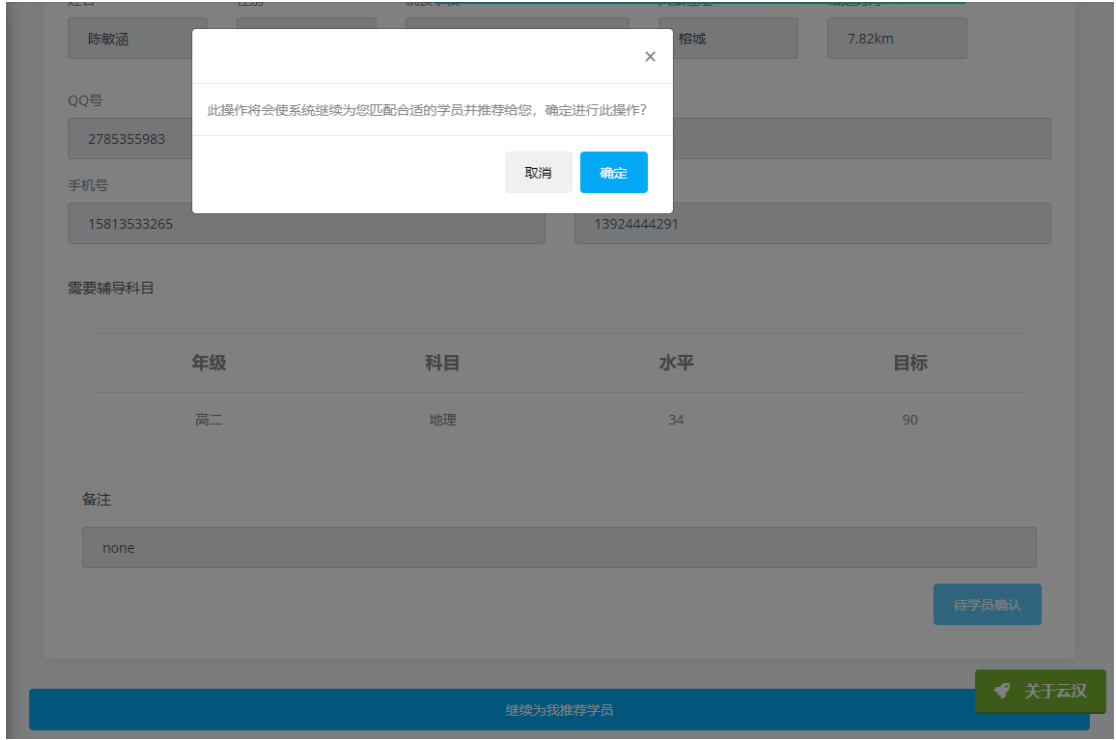 陈敏涵
榕城
7.82km
×
此操作将会使系统继续为您匹配合适的学员并推荐给您，确定进行此操作?
QQ号
2785355983
取消
确定
手机号
15813533265
13924444291
需要辅导科目
年级 科目 水平 目标
高二 地理 34 90
备注
none
待学员确认
关于云汉
继续为我推荐学员